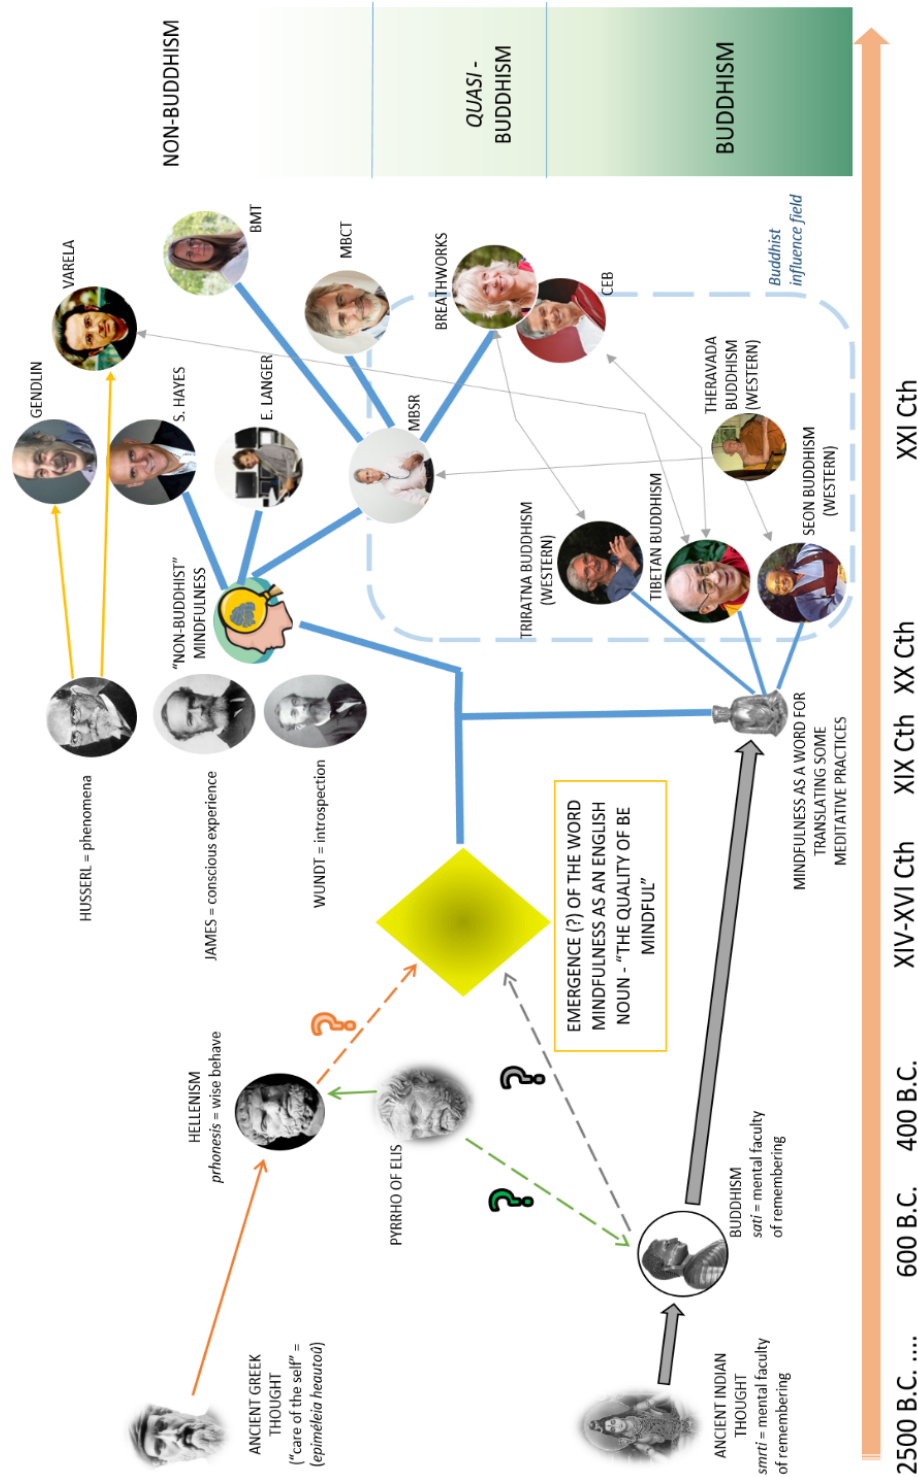 NON-BUDDHISM
QUASI -
BUDDHISM
BUDDHISM
GENDLIN
VARELA
S. HAYES
E. LANGER
BMT
MBCT
MBSR
BREATHWORKS
CEB
Buddhist
influence field
"NON-BUDDHIST"
MINDFULNESS
TRIRATNA BUDDHISM
(WESTERN)
TIBETAN BUDDHISM
THERAVADA
BUDDHISM
(WESTERN)
SEON BUDDHISM
(WESTERN)
HUSSERL = phenomena
JAMES = conscious experience
WUNDT = introspection
EMERGENCE (?) OF THE WORD
MINDFULNESS AS AN ENGLISH
NOUN - "THE QUALITY OF BE
MINDFUL"
MINDFULNESS AS A WORD FOR
TRANSLATING SOME
MEDITATIVE PRACTICES
HELLENISM
prhonesis = wise behave
?
?
?
PYRRHO OF ELIS
BUDDHISM
sati = mental faculty
of remembering
ANCIENT GREEK
THOUGHT
("care of the self" =
(epiméleia heautoû)
ANCIENT INDIAN
THOUGHT
smrti = mental faculty
of remembering
2500 B.C. ....
600 B.C.
400 B.C.
XIV-XVI Cth
XIX Cth
XX Cth
XXI Cth